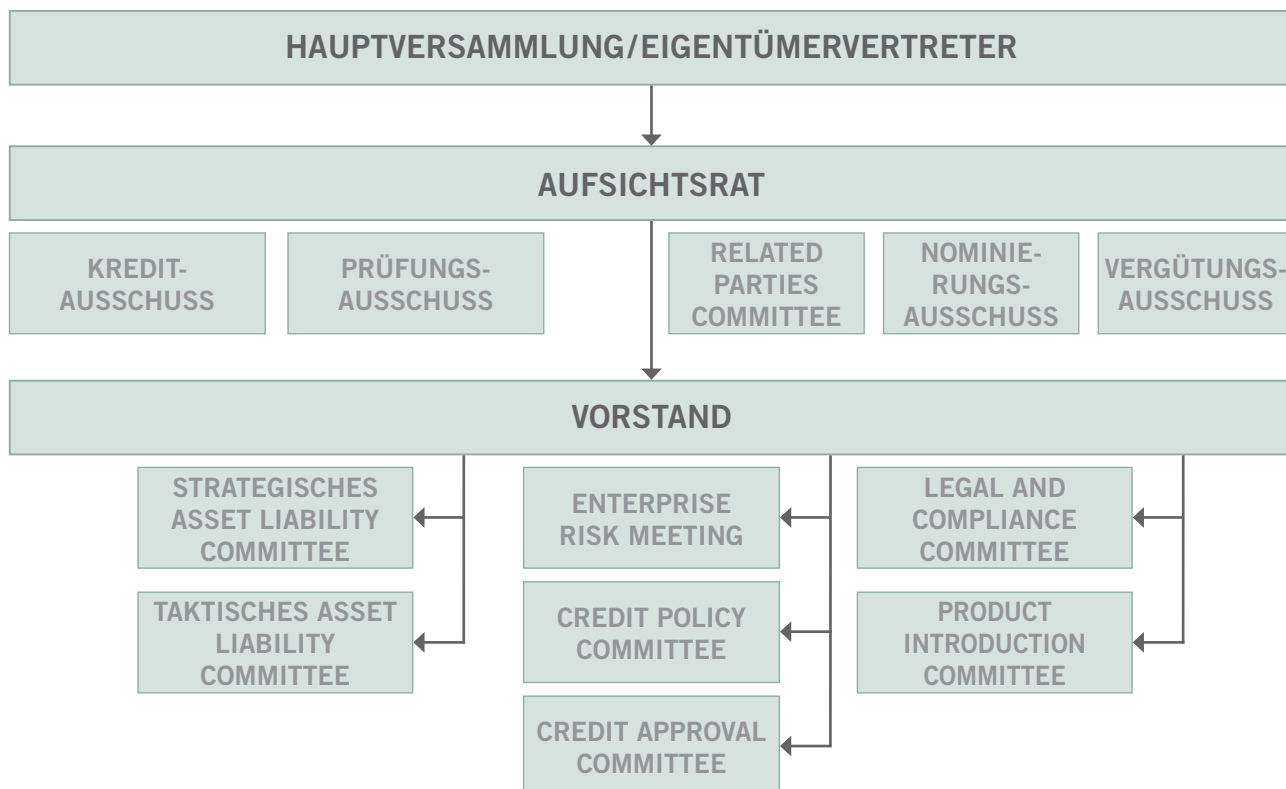 HAUPTVERSAMMLUNG/EIGENTÜMERVERTRETER
AUFSICHTSRAT
KREDIT-
AUSSCHUSS
PRÜFUNGS-
AUSSCHUSS
RELATED
PARTIES
COMMITTEE
NOMINIE-
RUNGS-
AUSSCHUSS
VERGÜTUNGS-
AUSSCHUSS
VORSTAND
STRATEGISCHES
ASSET LIABILITY
COMMITTEE
TAKTISCHES ASSET
LIABILITY
COMMITTEE
ENTERPRISE
RISK MEETING
CREDIT POLICY
COMMITTEE
CREDIT APPROVAL
COMMITTEE
LEGAL AND
COMPLIANCE
COMMITTEE
PRODUCT
INTRODUCTION
COMMITTEE